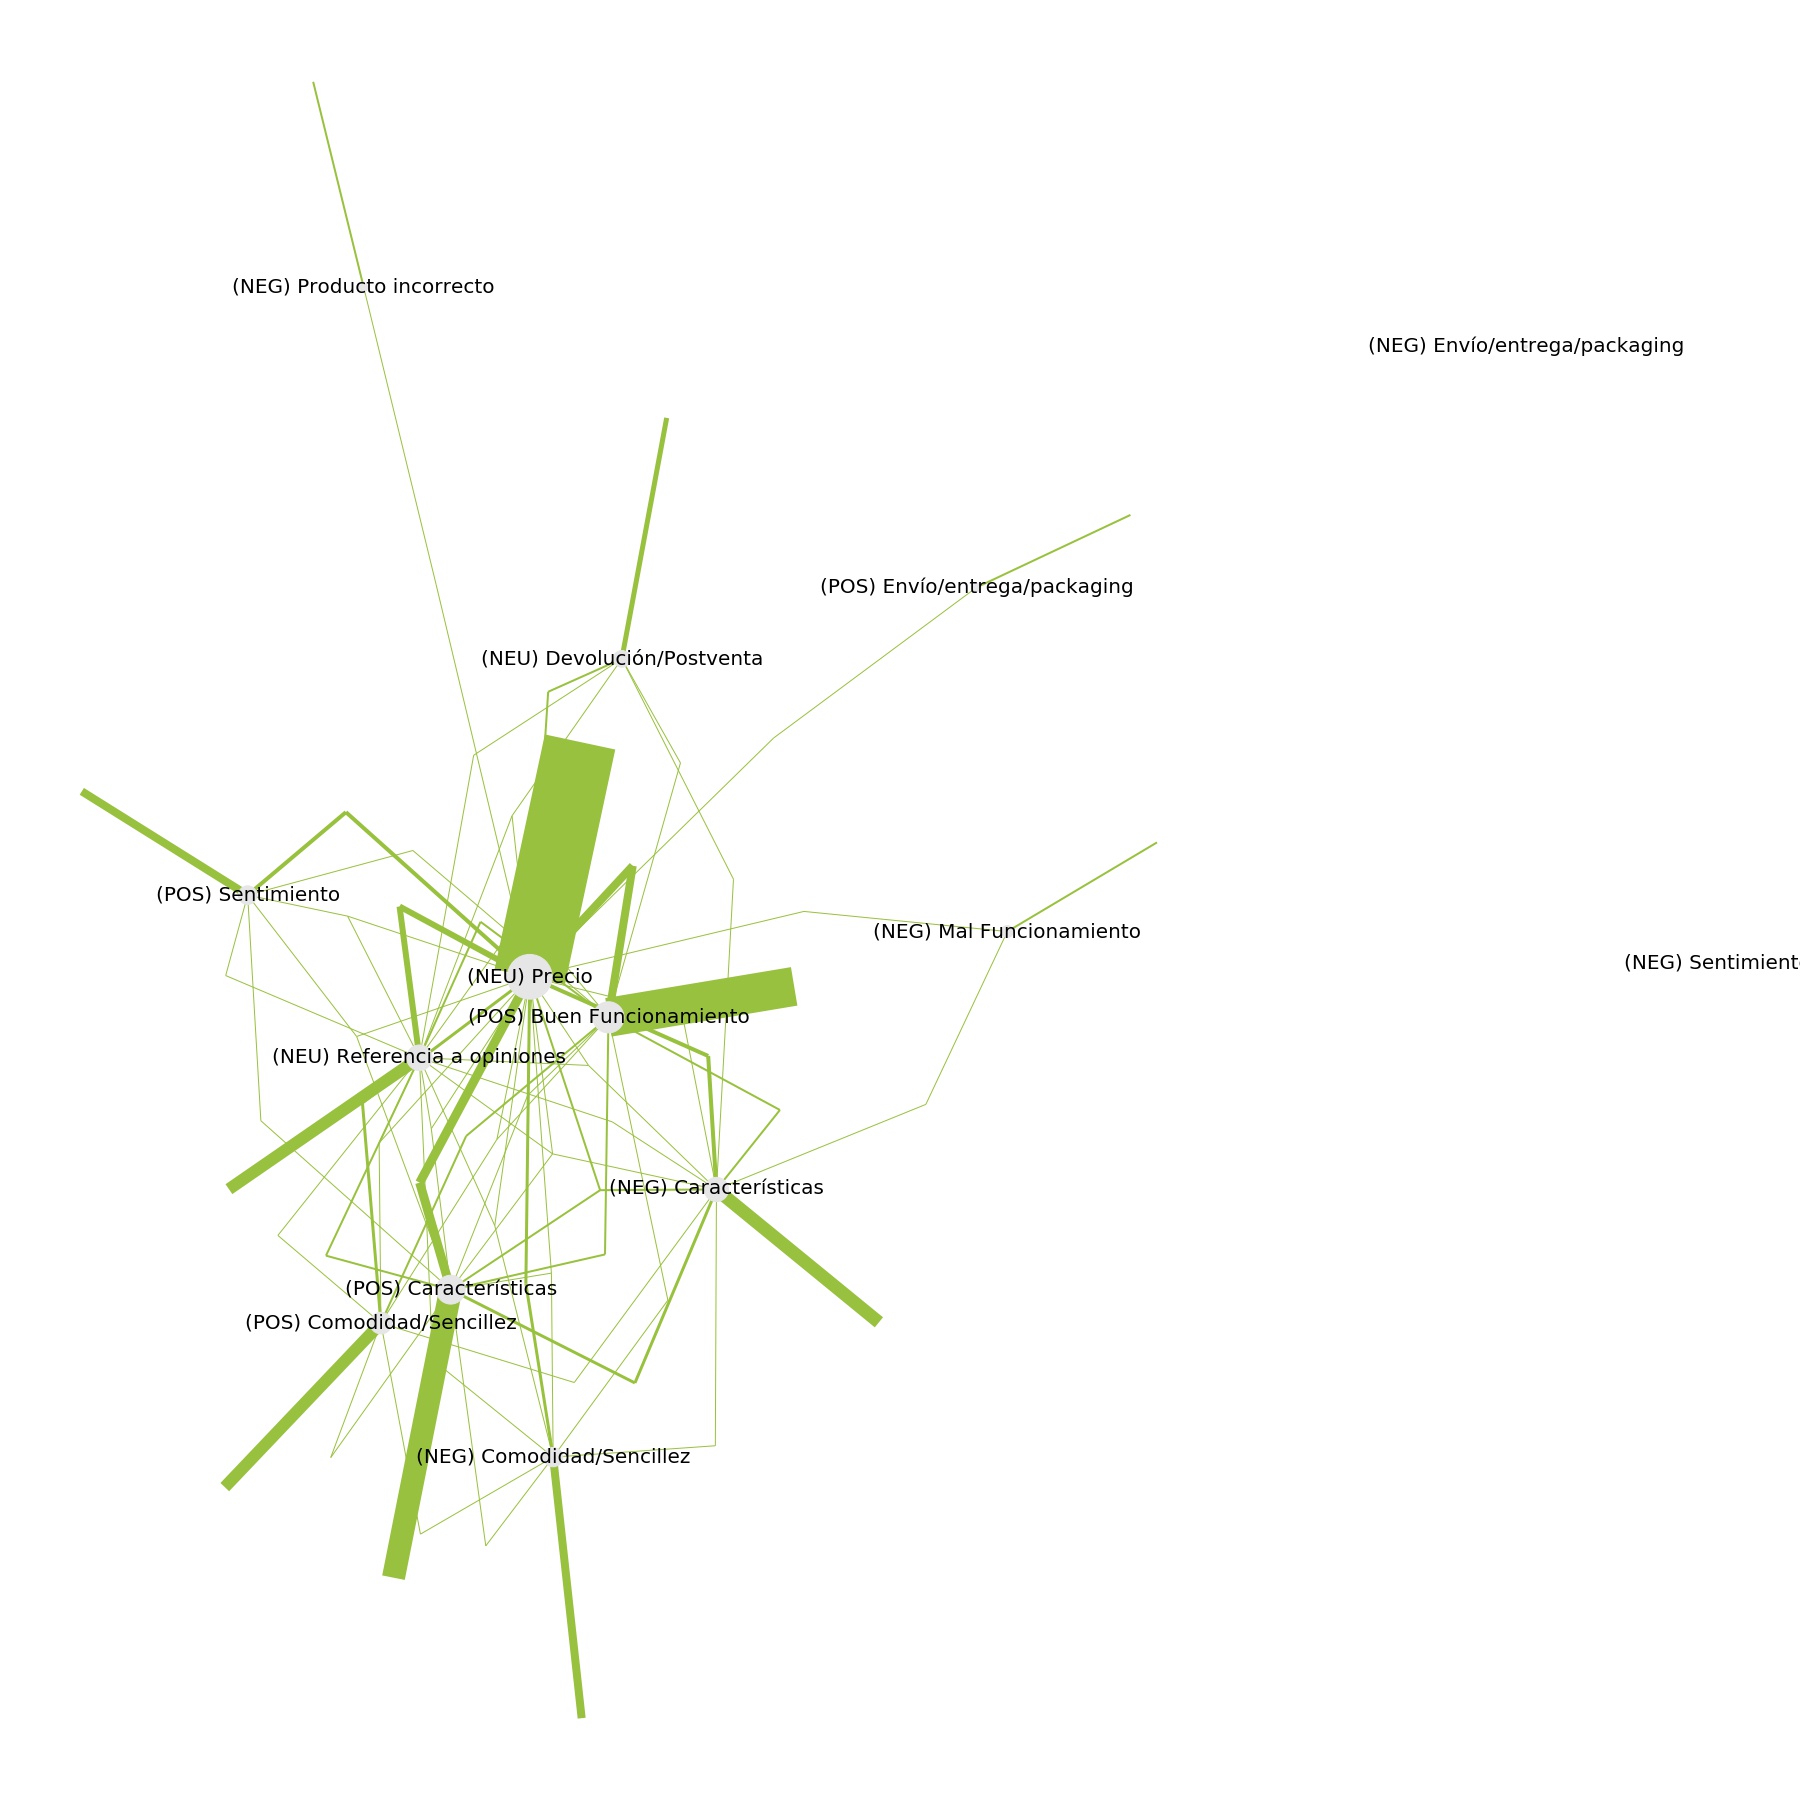 (NEG) Producto incorrecto
(NEG) Envío/entrega/packaging
(POS) Envío/entrega/packaging
(NEU) Devolución/Postventa
(POS) Sentimiento
(NEG) Mal Funcionamiento
(NEG) Sentimient
(NEU) Precio
(POS) Buen Funcionamiento
(NEU) Referencia a opiniones
(NEG) Características
(POS) Características
(POS) Comodidad/Sencillez
(NEG) Comodidad/Sencillez